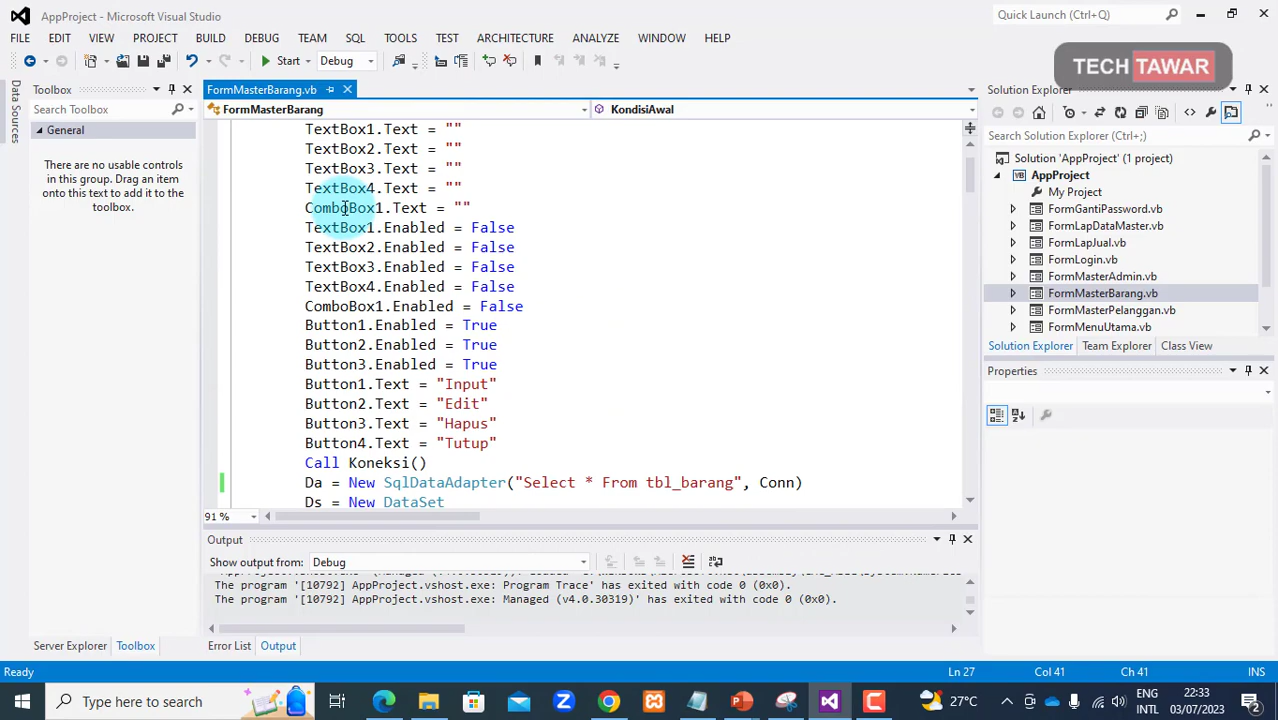 AppProject - Microsoft Visual Studio
Quick Launch (Ctrl+Q)
FILE EDIT VIEW PROJECT BUILD DEBUG TEAM SQL TOOLS TEST ARCHITECTURE ANALYZE WINDOW HELP
Start Debug
TECH TAWAR
Data Sources
Toolbox
Search Toolbox
General
There are no usable controls
in this group. Drag an item
onto this text to add it to the
toolbox.
Server Explorer Toolbox
FormMasterBarang.vb
FormMasterBarang KondisiAwal
TextBox1.Text = ""
TextBox2.Text = ""
TextBox3.Text = ""
TextBox4.Text = ""
ComboBox1.Text = ""
TextBox1.Enabled = False
TextBox2.Enabled = False
TextBox3.Enabled = False
TextBox4.Enabled = False
ComboBox1.Enabled = False
Button1.Enabled = True
Button2.Enabled = True
Button3.Enabled = True
Button1.Text = "Input"
Button2.Text = "Edit"
Button3.Text = "Hapus"
Button4.Text = "Tutup"
Call Koneksi()
Da = New SqlDataAdapter("Select * From tbl_barang", Conn)
Ds = New DataSet
91 %
Output
Show output from: Debug
The program '[10792] AppProject.vshost.exe: Program Trace' has exited with code 0 (0x0).
The program '[10792] AppProject.vshost.exe: Managed (v4.0.30319)' has exited with code 0 (0x0).
Error List Output
Solution Explorer
Search Solution Explorer (Ctrl+;)
Solution 'AppProject' (1 project)
VB AppProject
My Project
FormGantiPassword.vb
FormLapDataMaster.vb
FormLapJual.vb
FormLogin.vb
FormMasterAdmin.vb
FormMasterBarang.vb
FormMasterPelanggan.vb
FormMenuUtama.vb
Solution Explorer Team Explorer Class View
Properties
Ready Ln 27 Col 41 Ch 41 INS
Type here to search
27°C
ENG
INTL
22:33
03/07/2023
2